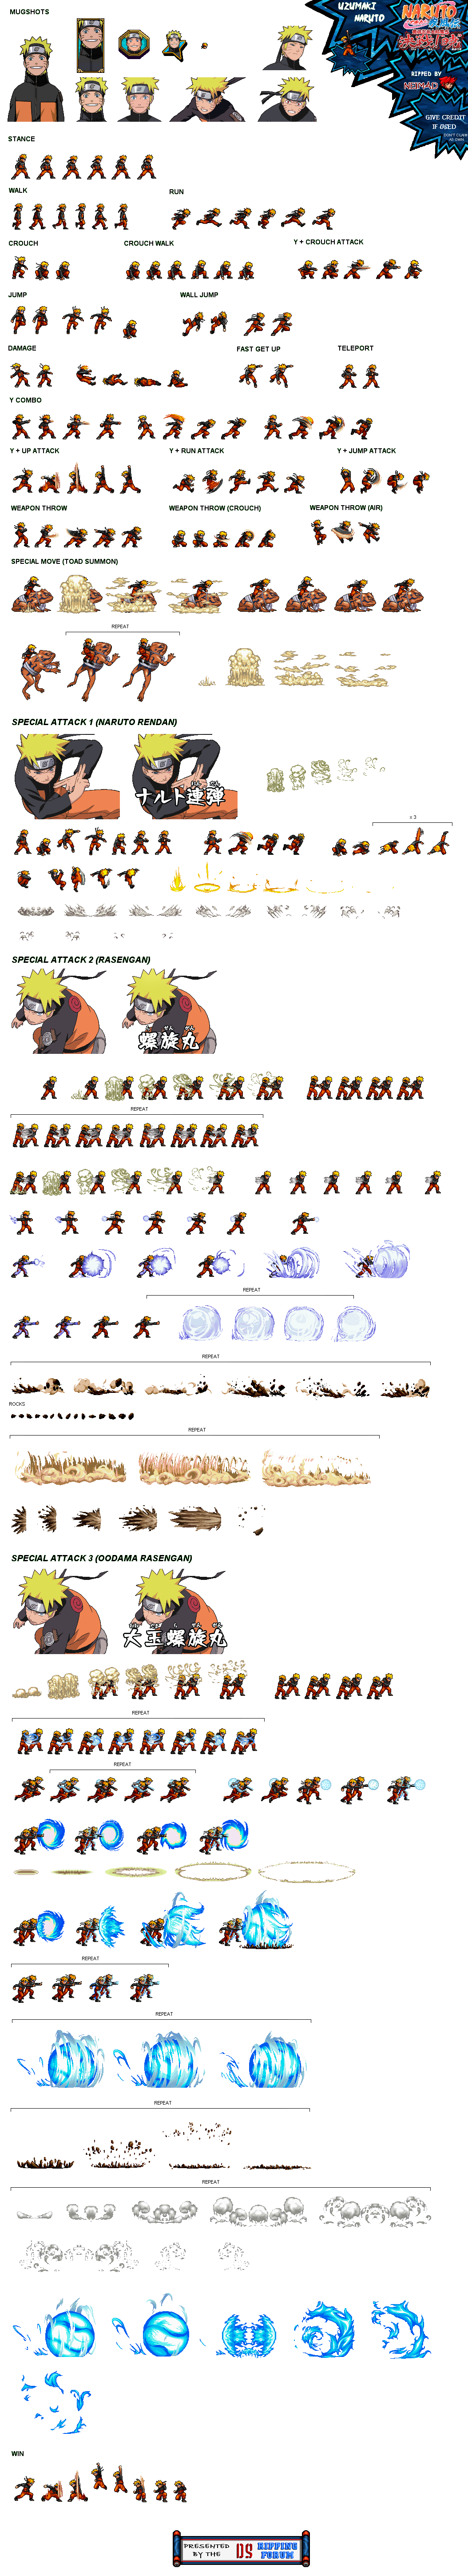 MUGSHOTS
UZUMAKI
NARUTO
NARUTO
RIPPED BY
GIVE CREDIT
IF USED
STANCE
WALK
RUN
CROUCH
CROUCH WALK
Y + CROUCH ATTACK
JUMP
WALL JUMP
DAMAGE
FAST GET UP
TELEPORT
Y COMBO
Y + UP ATTACK
Y + RUN ATTACK
Y + JUMP ATTACK
WEAPON THROW
WEAPON THROW (CROUCH)
WEAPON THROW (AIR)
SPECIAL MOVE (TOAD SUMMON)
REPEAT
SPECIAL ATTACK 1 (NARUTO RENDAN)
ナルト連弾
x 3
SPECIAL ATTACK 2 (RASENGAN)
螺旋丸
REPEAT
REPEAT
REPEAT
ROCKS
REPEAT
SPECIAL ATTACK 3 (OODAMA RASENGAN)
大玉螺旋丸
REPEAT
REPEAT
REPEAT
REPEAT
REPEAT
REPEAT
WIN
PRESENTED
BY THE
DS RIPPING
FORUM